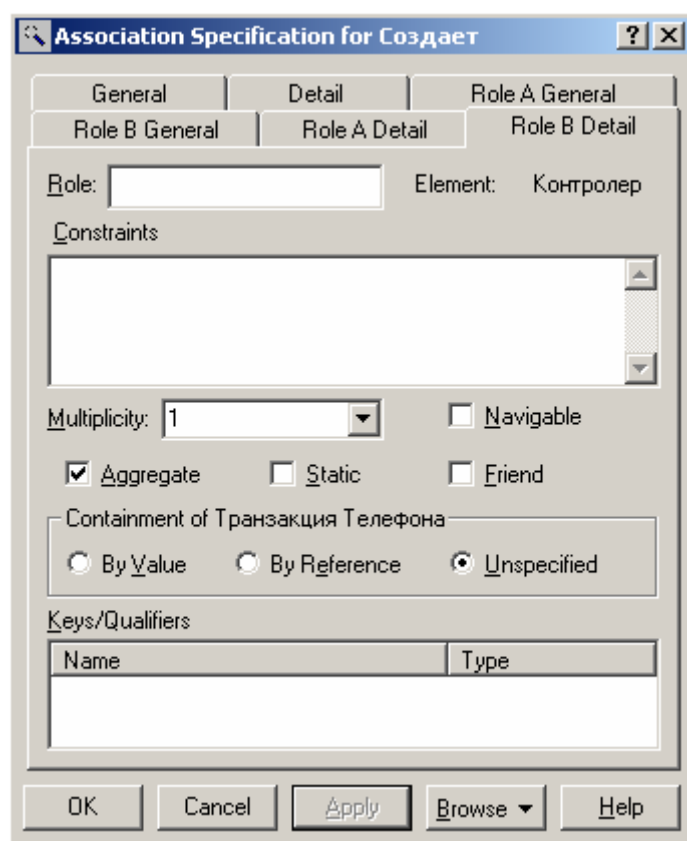 Association Specification for Создает
General Detail Role A General
Role B General Role A Detail Role B Detail
Role: Element: Контролер
Constraints
Multiplicity: 1 Navigable
Aggregate Static Friend
Containment of Транзакция Телефона
By Value By Reference Unspecified
Keys/Qualifiers
Name Type
OK Cancel Apply Browse Help